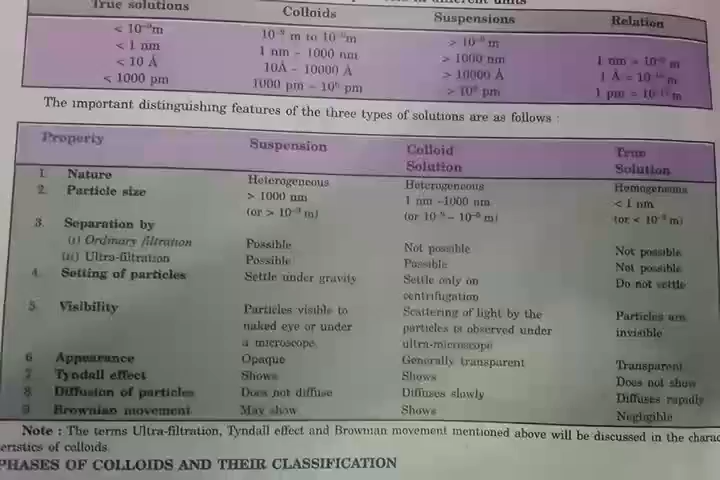 in different units
True solutions Colloids Suspensions Relation
< 10⁻⁹m 10⁻⁹ m to 10⁻⁶m > 10⁻⁶ m
< 1 nm 1 nm – 1000 nm > 1000 nm 1 nm = 10⁻⁹ m
< 10 Å 10Å – 10000 Å > 10000 Å 1 Å = 10⁻¹⁰ m
< 1000 pm 1000 pm – 10⁶ pm > 10⁶ pm 1 pm = 10⁻¹² m
The important distinguishing features of the three types of solutions are as follows :
Property Suspension Colloid Solution True Solution
1. Nature Heterogeneous Heterogeneous Homogeneous
2. Particle size > 1000 nm 1 nm –1000 nm < 1 nm
(or > 10 m) (or 10⁻⁹ – 10⁻⁶ m) (or < 10⁻⁹ m)
3. Separation by
(i) Ordinary filtration Possible Not possible Not possible
(ii) Ultra-filtration Possible Possible Not possible
4. Setting of particles Settle under gravity Settle only on centrifugation Do not settle
5. Visibility Particles visible to naked eye or under a microscope. Scattering of light by the particles is observed under ultra-microscope Particles are invisible
6. Appearance Opaque Generally transparent Transparent
7. Tyndall effect Shows Shows Does not show
8. Diffusion of particles Does not diffuse Diffuses slowly Diffuses rapidly
9. Brownian movement May show Shows Negligible
Note : The terms Ultra-filtration, Tyndall effect and Brownian movement mentioned above will be discussed in the charac
eristics of colloids.
PHASES OF COLLOIDS AND THEIR CLASSIFICATION